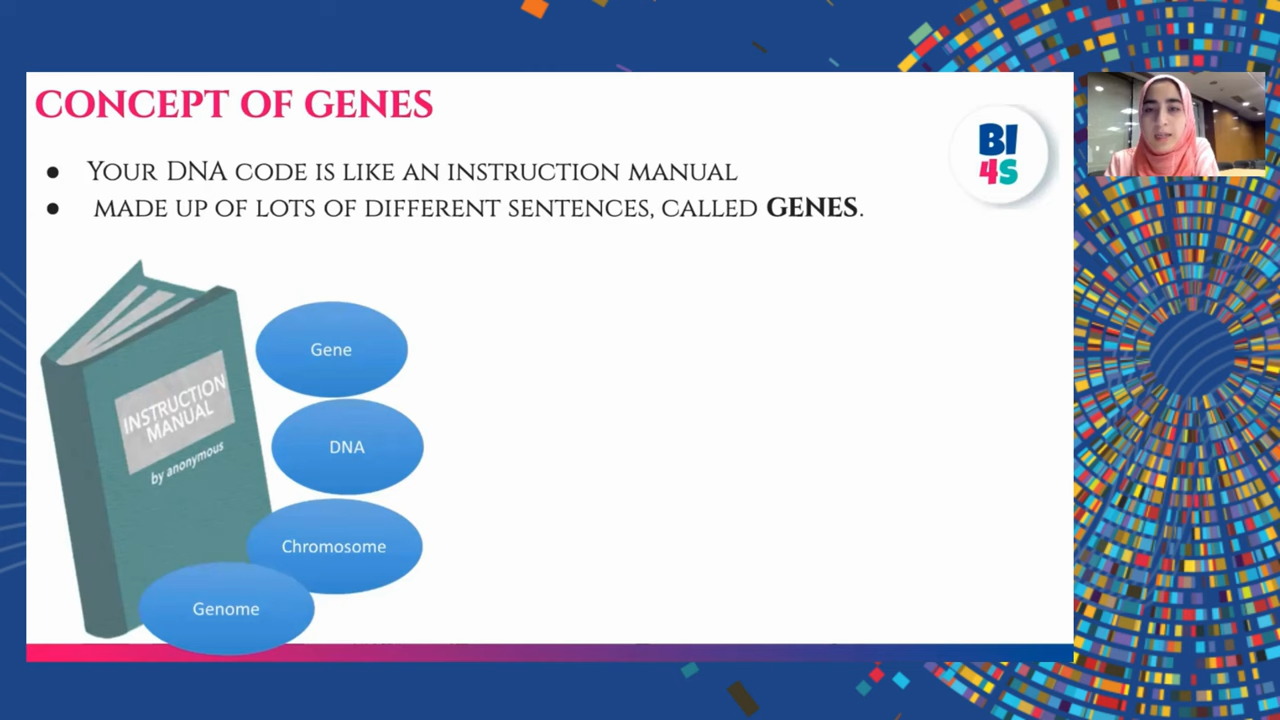 CONCEPT OF GENES
BI
4S
● YOUR DNA CODE IS LIKE AN INSTRUCTION MANUAL
● MADE UP OF LOTS OF DIFFERENT SENTENCES, CALLED GENES.
INSTRUCTION
MANUAL
by anonymous
Gene
DNA
Chromosome
Genome